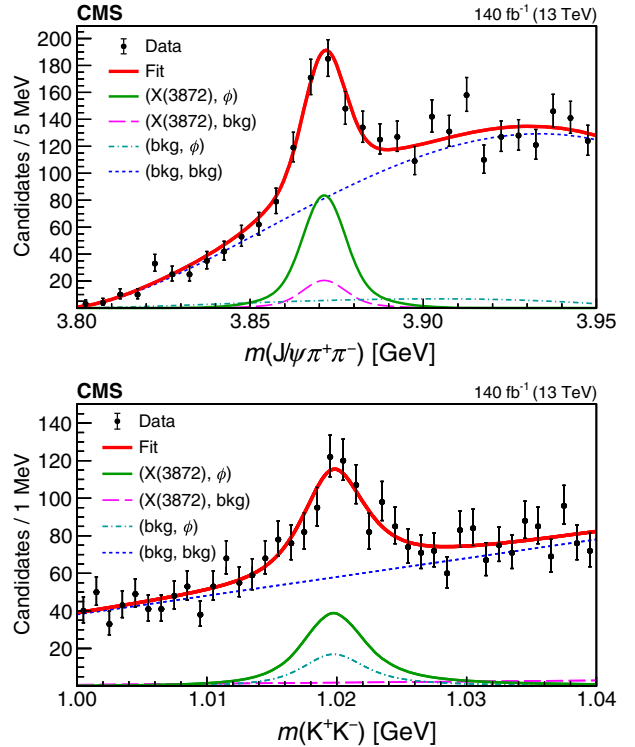 CMS 140 fb⁻¹ (13 TeV)
Candidates / 5 MeV
200
180
160
140
120
100
80
60
40
20
Data
Fit
(X(3872), ϕ)
(X(3872), bkg)
(bkg, ϕ)
(bkg, bkg)
3.80 3.85 3.90 3.95
m(J/ψπ⁺π⁻) [GeV]
CMS 140 fb⁻¹ (13 TeV)
Candidates / 1 MeV
140
120
100
80
60
40
20
Data
Fit
(X(3872), ϕ)
(X(3872), bkg)
(bkg, ϕ)
(bkg, bkg)
1.00 1.01 1.02 1.03 1.04
m(K⁺K⁻) [GeV]